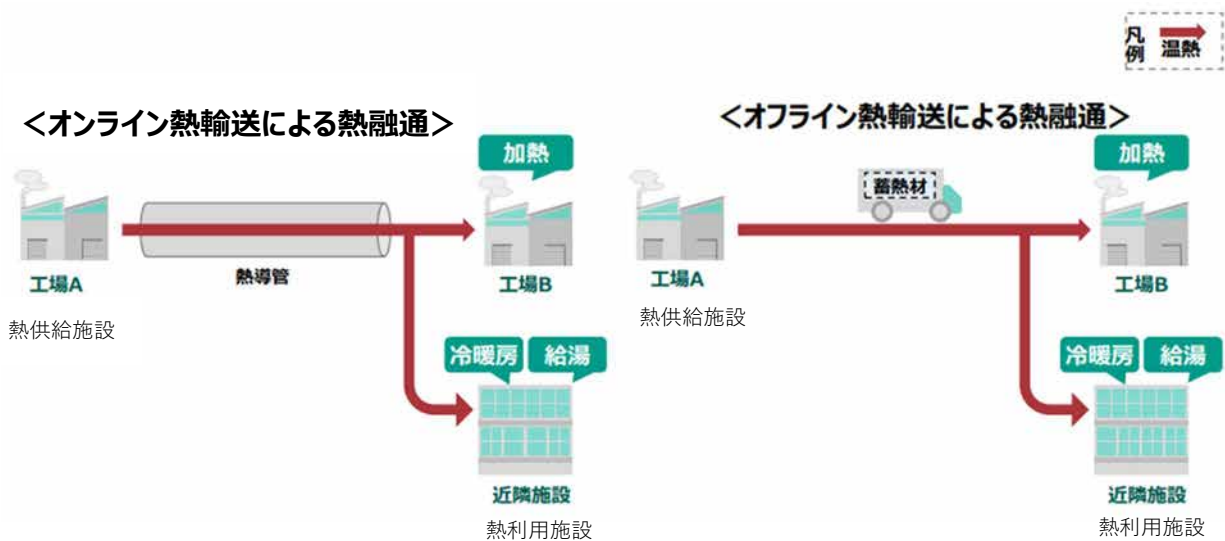 凡例 温熱
＜オンライン熱輸送による熱融通＞
加熱
工場A
熱導管
工場B
熱供給施設
冷暖房
給湯
近隣施設
熱利用施設
＜オフライン熱輸送による熱融通＞
加熱
蓄熱材
工場A
工場B
熱供給施設
冷暖房
給湯
近隣施設
熱利用施設